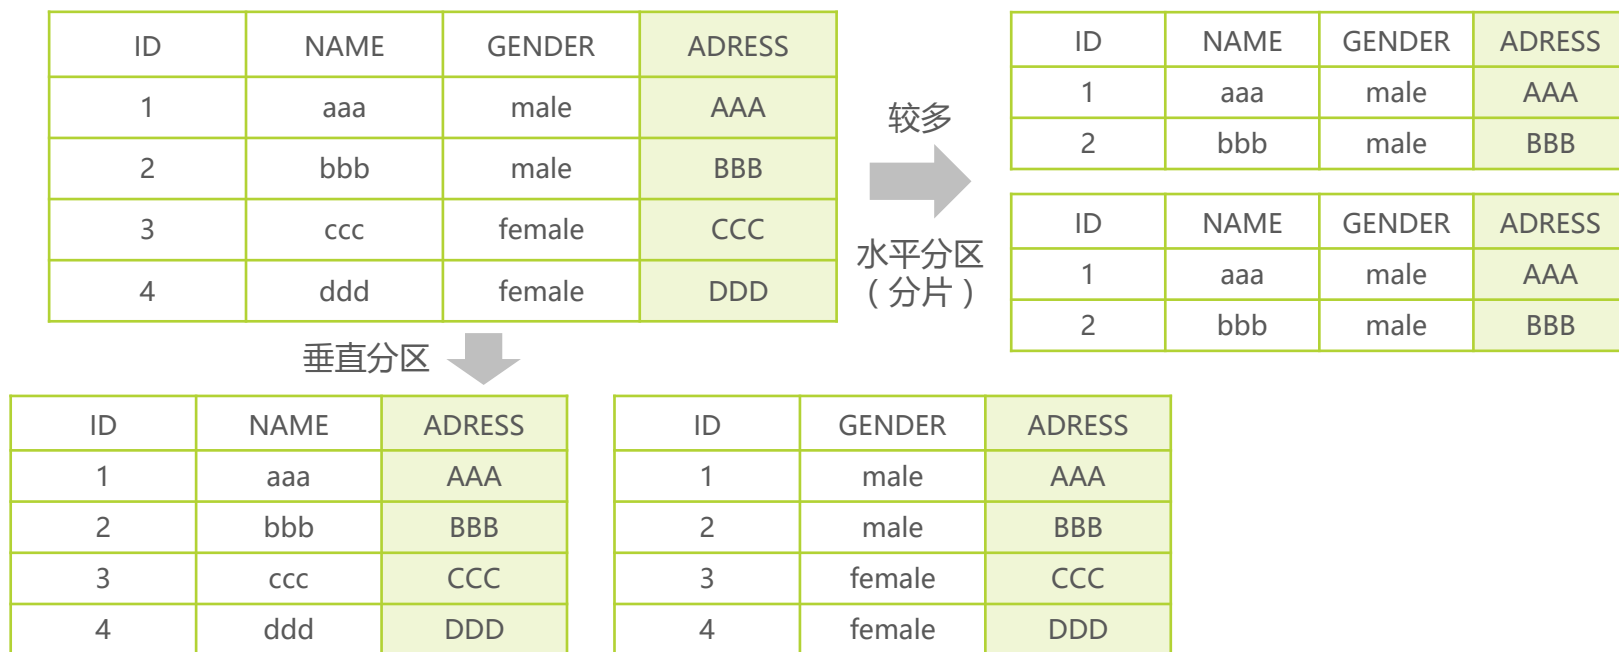 ID NAME GENDER ADRESS
1 aaa male AAA
2 bbb male BBB
3 ccc female CCC
4 ddd female DDD
较多
水平分区
（分片）
ID NAME GENDER ADRESS
1 aaa male AAA
2 bbb male BBB
ID NAME GENDER ADRESS
1 aaa male AAA
2 bbb male BBB
垂直分区
ID NAME ADRESS
1 aaa AAA
2 bbb BBB
3 ccc CCC
4 ddd DDD
ID GENDER ADRESS
1 male AAA
2 male BBB
3 female CCC
4 female DDD